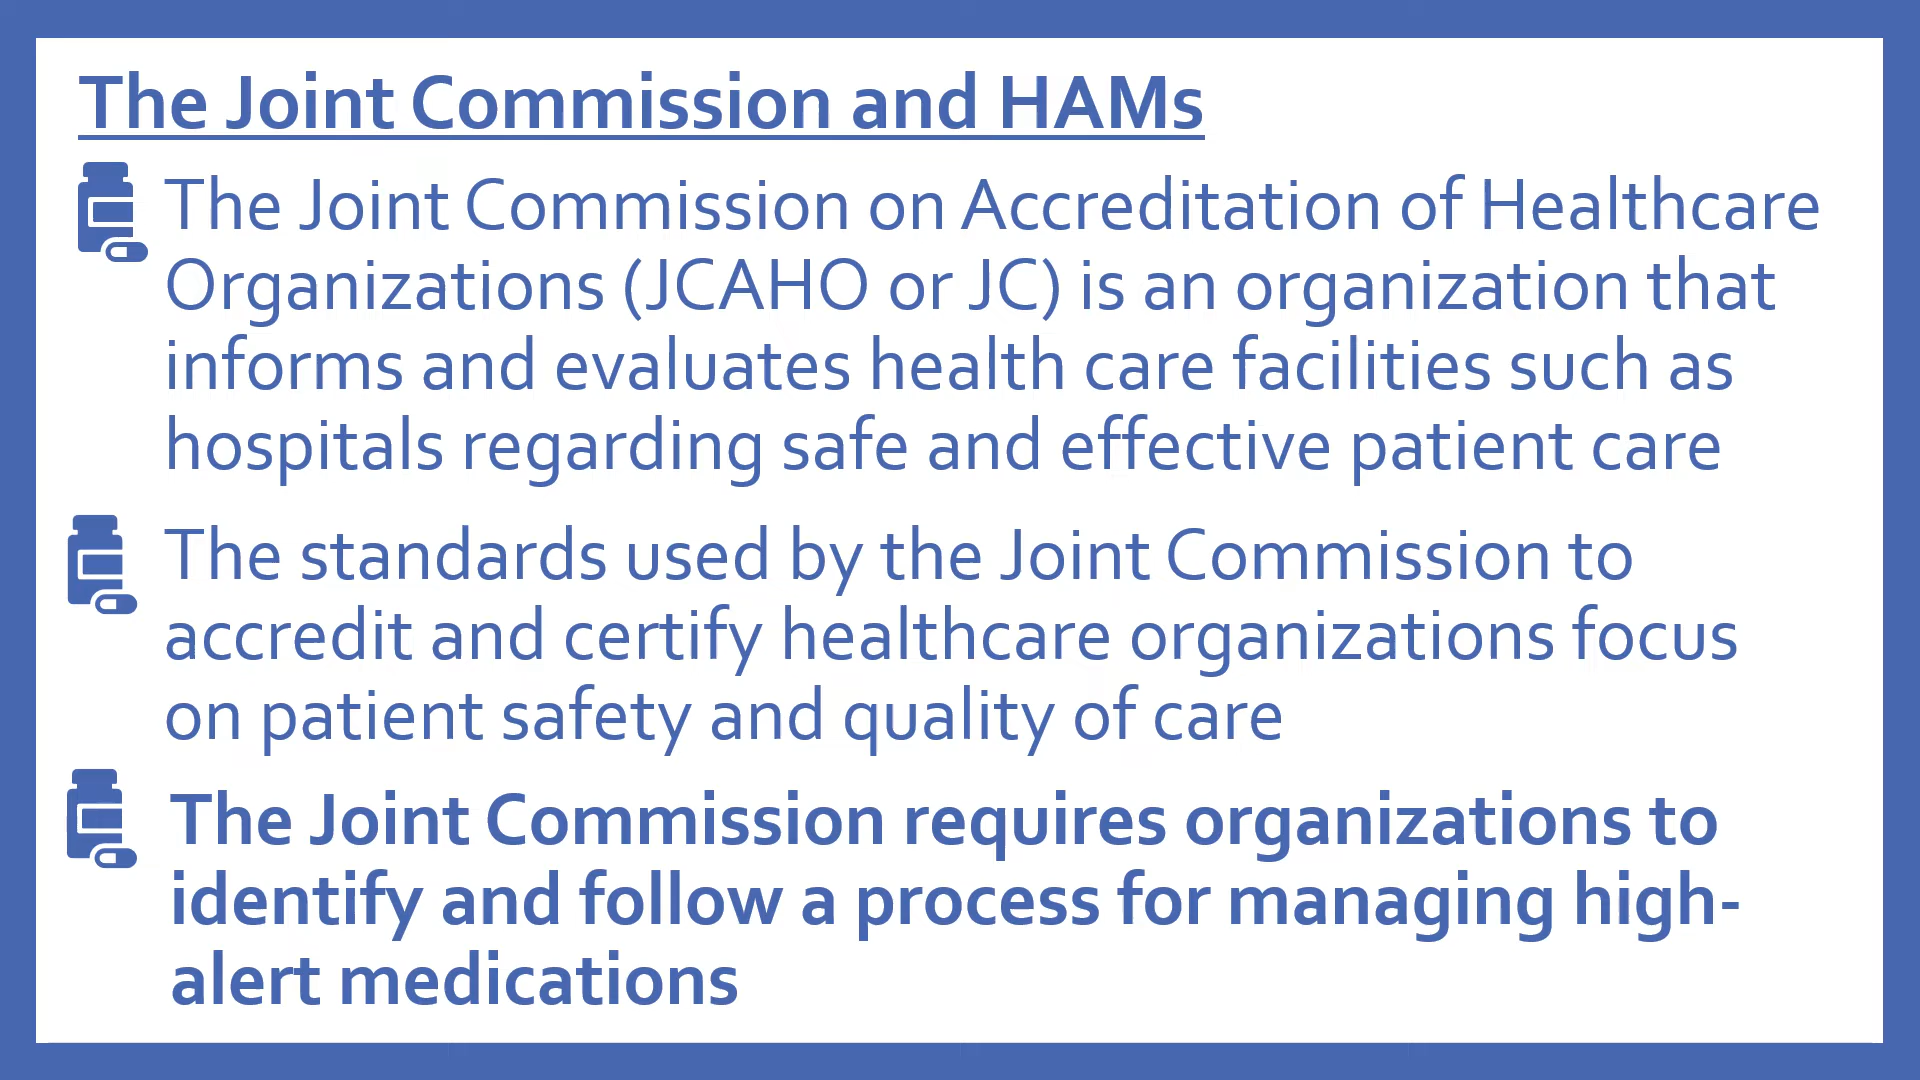 The Joint Commission and HAMs
The Joint Commission on Accreditation of Healthcare
Organizations (JCAHO or JC) is an organization that
informs and evaluates health care facilities such as
hospitals regarding safe and effective patient care
The standards used by the Joint Commission to
accredit and certify healthcare organizations focus
on patient safety and quality of care
The Joint Commission requires organizations to
identify and follow a process for managing high-
alert medications